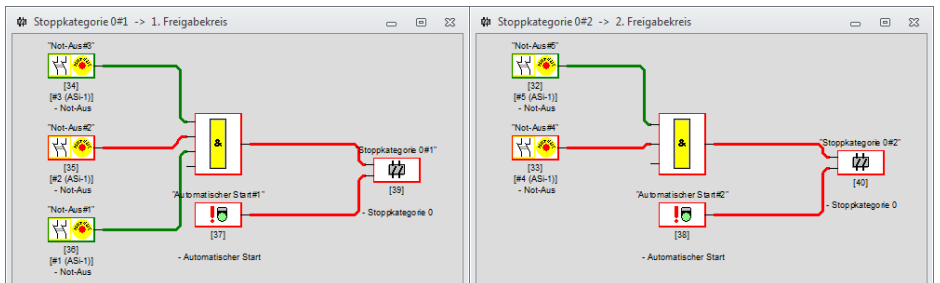 Stoppkategorie 0#1 -> 1. Freigabekreis
"Not-Aus#3"
[34]
[#3 (ASi-1)]
- Not-Aus
"Not-Aus#2"
[35]
[#2 (ASi-1)]
- Not-Aus
"Not-Aus#1"
[36]
[#1 (ASi-1)]
- Not-Aus
&
"Automatischer Start#1"
[37]
- Automatischer Start
"Stoppkategorie 0#1"
[39]
- Stoppkategorie 0
Stoppkategorie 0#2 -> 2. Freigabekreis
"Not-Aus#5"
[32]
[#5 (ASi-1)]
- Not-Aus
"Not-Aus#4"
[33]
[#4 (ASi-1)]
- Not-Aus
&
"Automatischer Start#2"
[38]
- Automatischer Start
"Stoppkategorie 0#2"
[40]
- Stoppkategorie 0